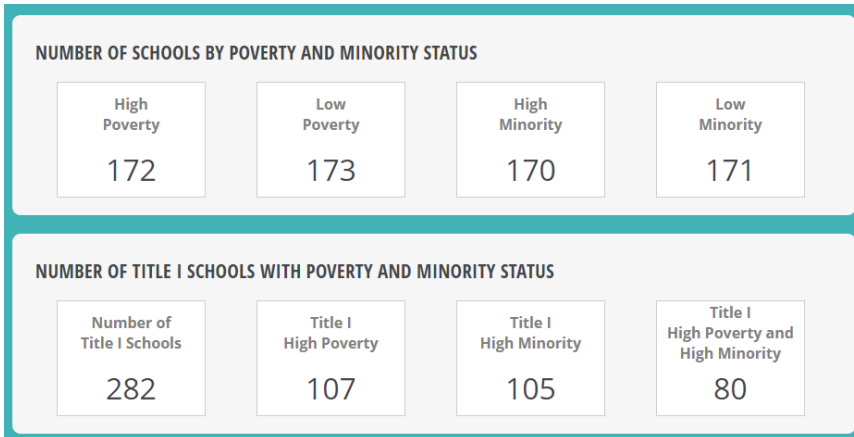 NUMBER OF SCHOOLS BY POVERTY AND MINORITY STATUS
High
Poverty
172
Low
Poverty
173
High
Minority
170
Low
Minority
171
NUMBER OF TITLE I SCHOOLS WITH POVERTY AND MINORITY STATUS
Number of
Title I Schools
282
Title I
High Poverty
107
Title I
High Minority
105
Title I
High Poverty and
High Minority
80